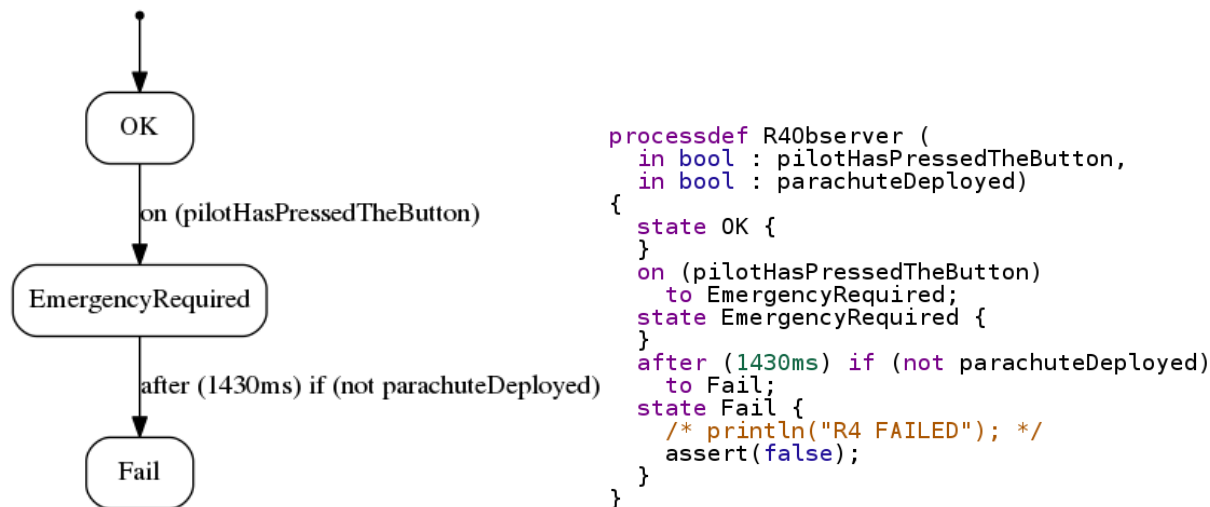 OK
on (pilotHasPressedTheButton)
EmergencyRequired
after (1430ms) if (not parachuteDeployed)
Fail
processdef R4Observer (
  in bool : pilotHasPressedTheButton,
  in bool : parachuteDeployed)
{
  state OK {
  }
  on (pilotHasPressedTheButton)
    to EmergencyRequired;
  state EmergencyRequired {
  }
  after (1430ms) if (not parachuteDeployed)
    to Fail;
  state Fail {
    /* println("R4 FAILED"); */
    assert(false);
  }
}